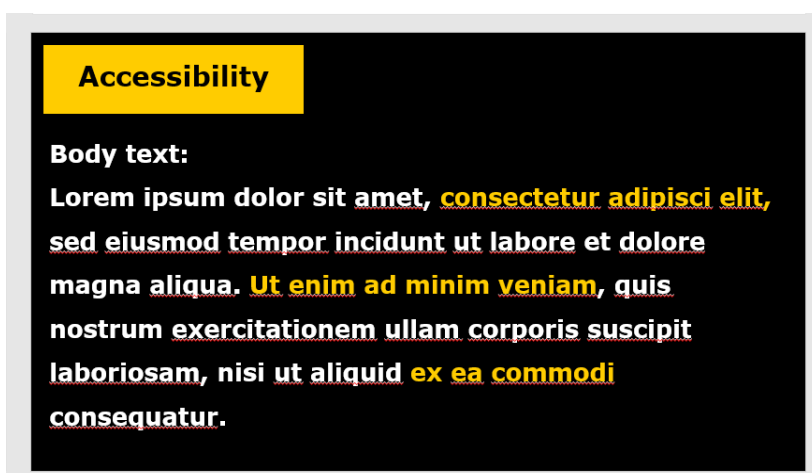 Accessibility
Body text:
Lorem ipsum dolor sit amet, consectetur adipisci elit,
sed eiusmod tempor incidunt ut labore et dolore
magna aliqua. Ut enim ad minim veniam, quis
nostrum exercitationem ullam corporis suscipit
laboriosam, nisi ut aliquid ex ea commodi
consequatur.